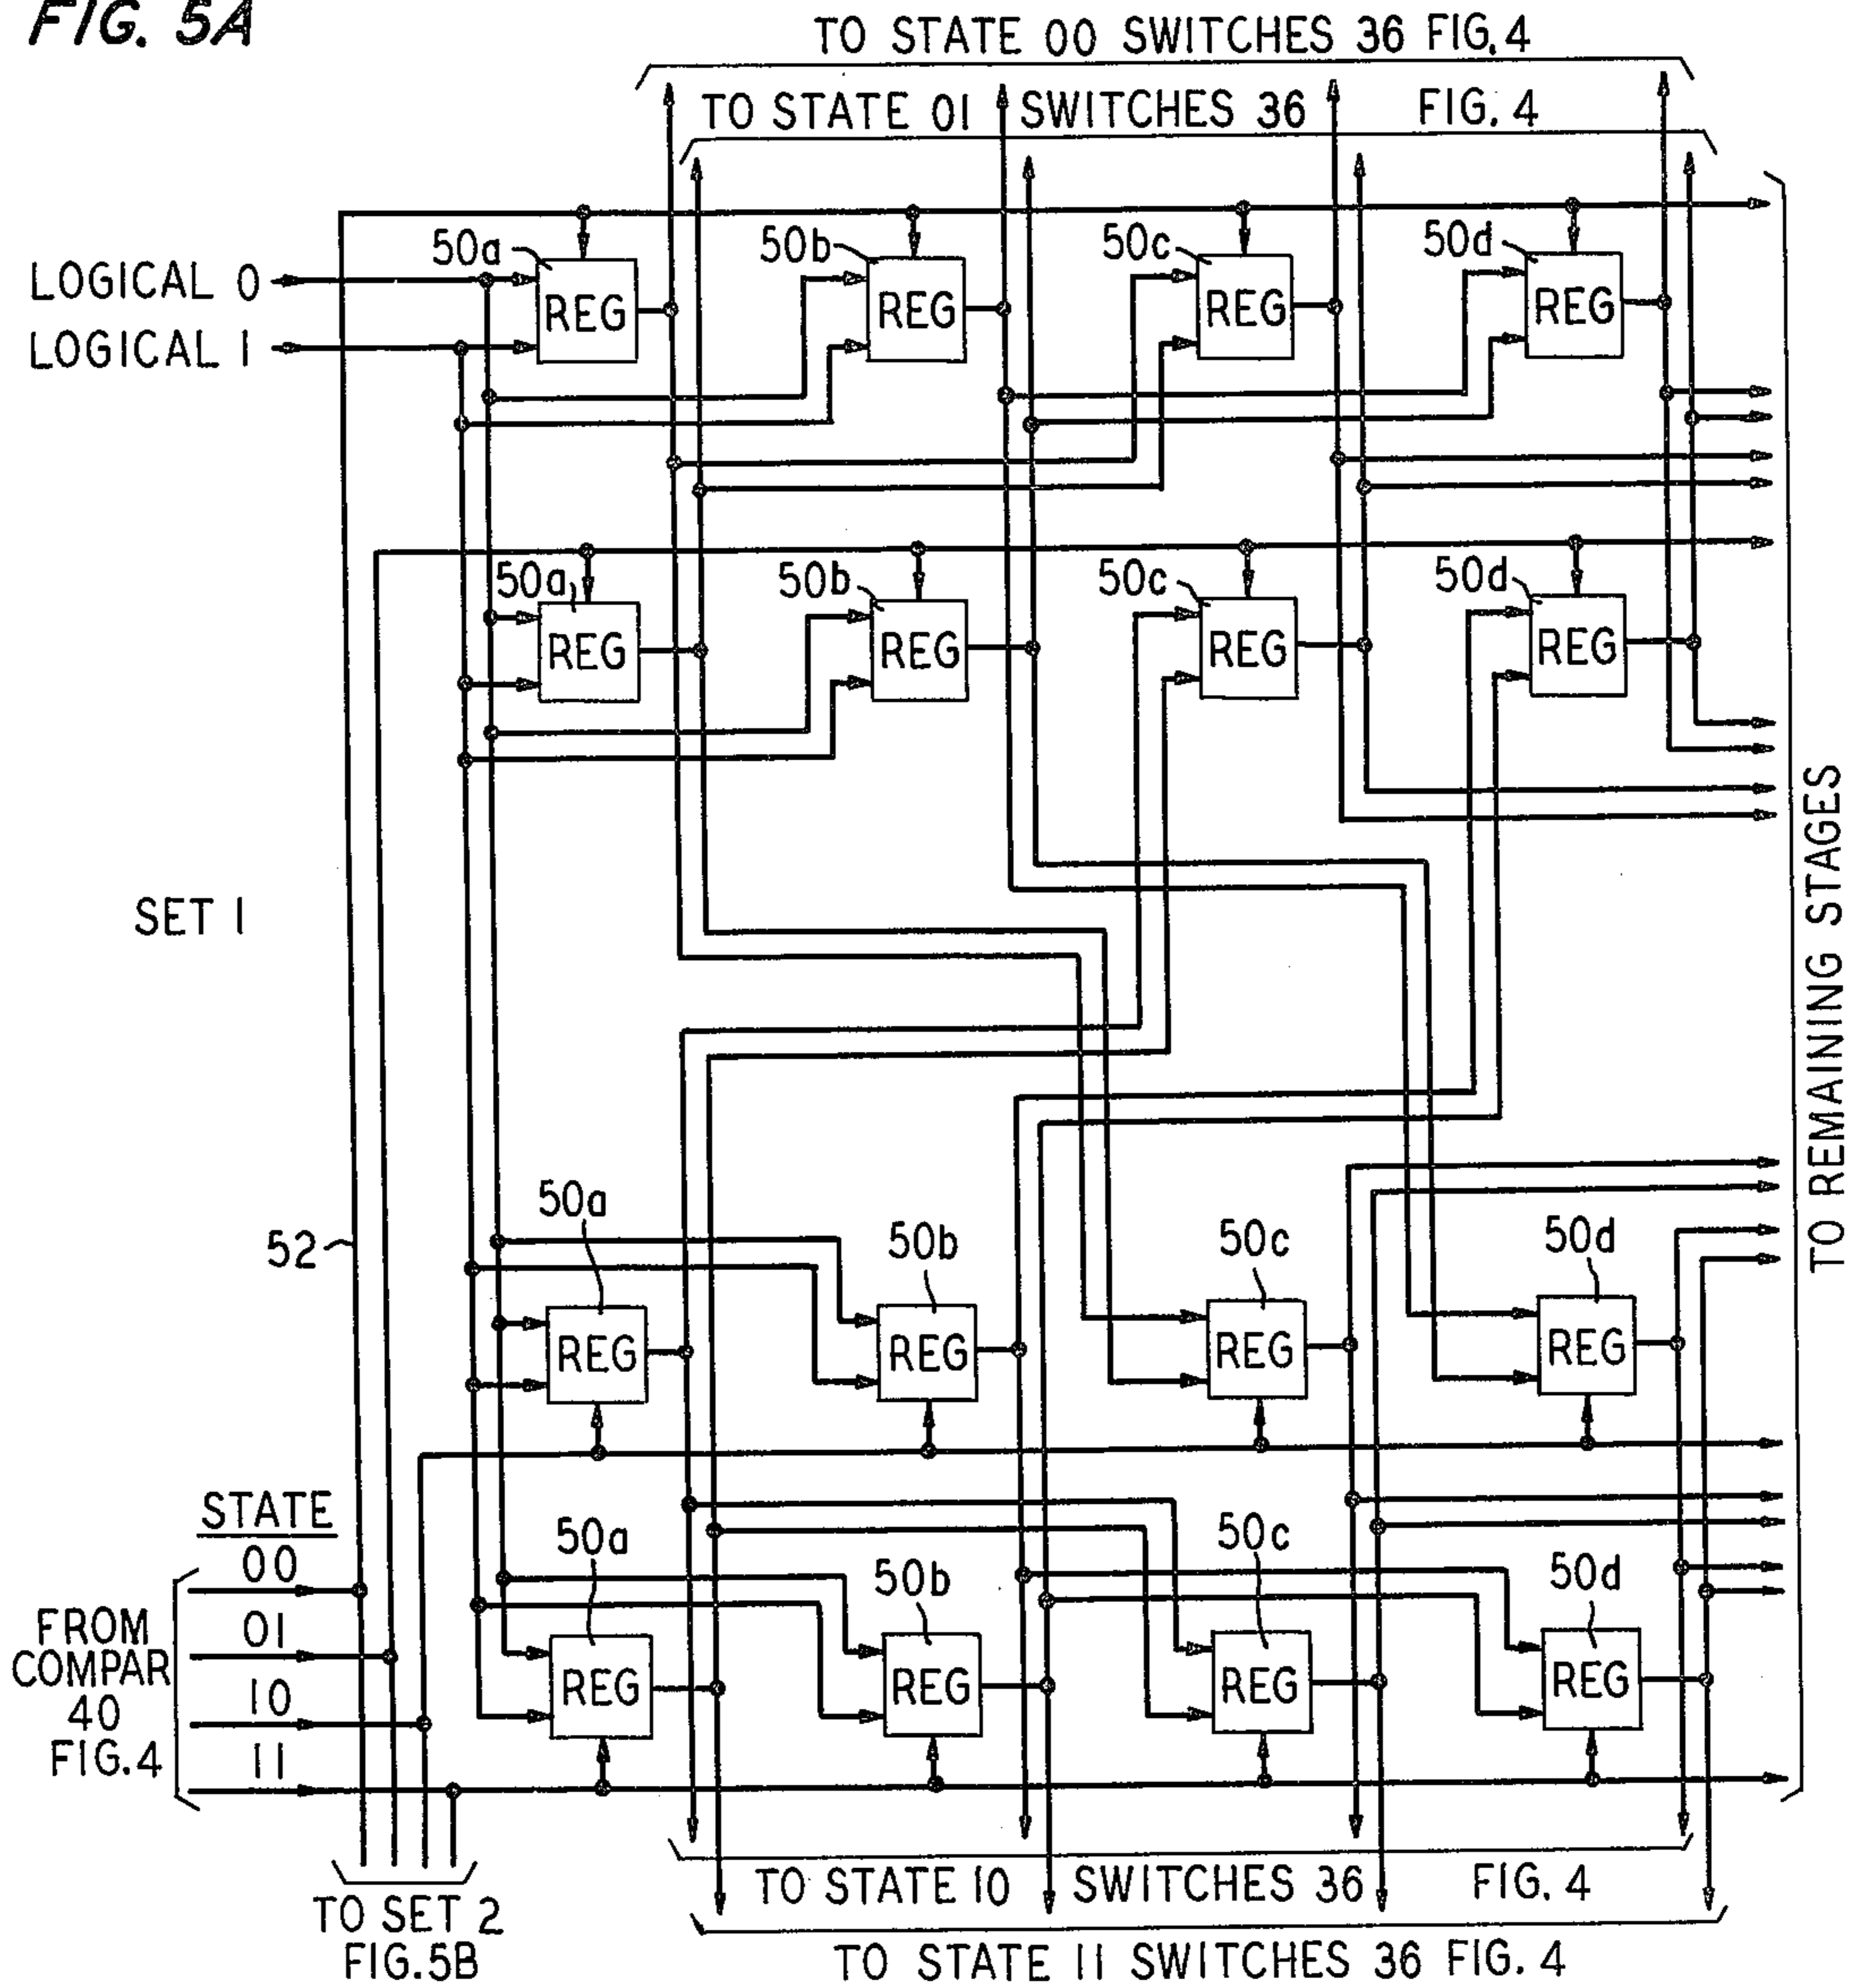 FIG. 5A
TO STATE 00 SWITCHES 36 FIG. 4
TO STATE 01 SWITCHES 36 FIG. 4
50a 50b 50c 50d
LOGICAL 0
REG REG REG REG
LOGICAL 1
50a 50b 50c 50d
REG REG REG REG
SET 1
TO REMAINING STAGES
52
50a 50b 50c 50d
REG REG REG REG
STATE
00
01
10
11
FROM
COMPAR
40
FIG.4
50a 50b 50c 50d
REG REG REG REG
TO STATE 10 SWITCHES 36 FIG. 4
TO SET 2
FIG.5B
TO STATE 11 SWITCHES 36 FIG. 4